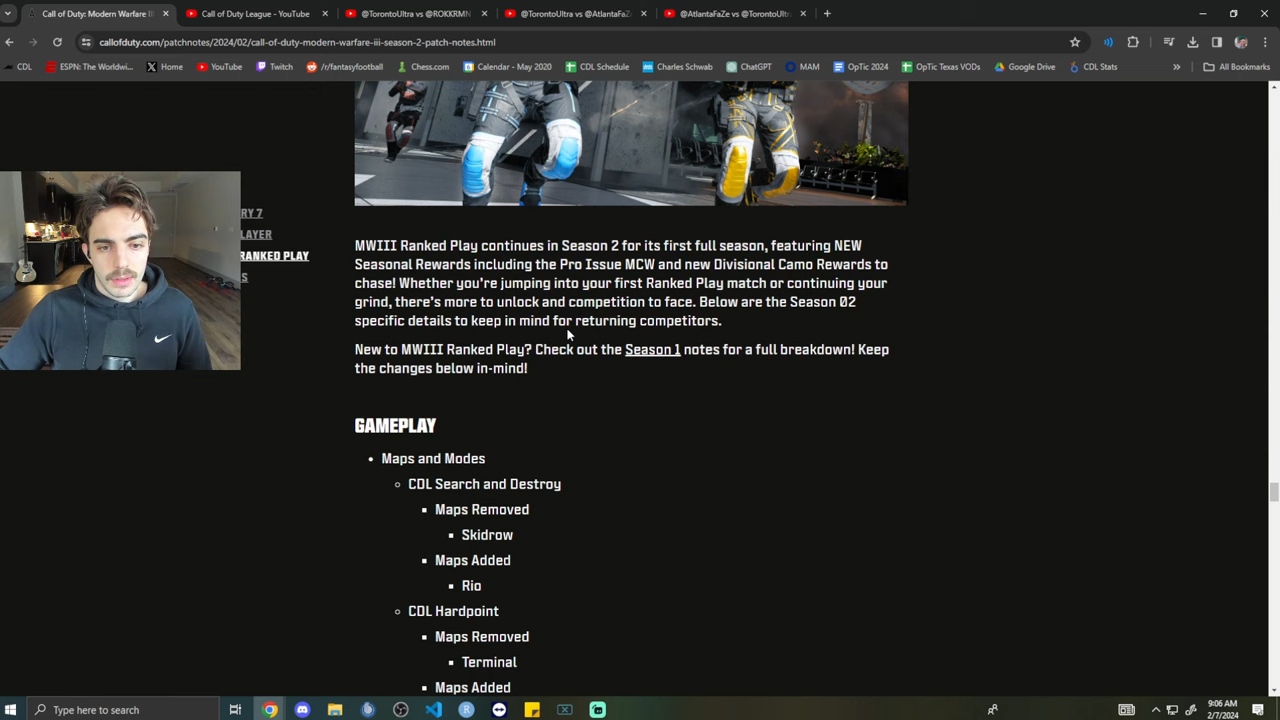 Call of Duty: Modern Warfare II
Call of Duty League - YouTube
@TorontoUltra vs @ROKKRMN
@TorontoUltra vs @AtlantaFaZe
@AtlantaFaZe vs @TorontoUltra
callofduty.com/patchnotes/2024/02/call-of-duty-modern-warfare-iii-season-2-patch-notes.html
CDL
ESPN: The Worldwi...
Home
YouTube
Twitch
/r/fantasyfootball
Chess.com
Calendar - May 2020
CDL Schedule
Charles Schwab
ChatGPT
MAM
OpTic 2024
OpTic Texas VODs
Google Drive
CDL Stats
All Bookmarks
RY 7
LAYER
RANKED PLAY
S
MWIII Ranked Play continues in Season 2 for its first full season, featuring NEW
Seasonal Rewards including the Pro Issue MCW and new Divisional Camo Rewards to
chase! Whether you're jumping into your first Ranked Play match or continuing your
grind, there's more to unlock and competition to face. Below are the Season 02
specific details to keep in mind for returning competitors.
New to MWIII Ranked Play? Check out the Season 1 notes for a full breakdown! Keep
the changes below in-mind!
GAMEPLAY
Maps and Modes
CDL Search and Destroy
Maps Removed
Skidrow
Maps Added
Rio
CDL Hardpoint
Maps Removed
Terminal
Maps Added
Type here to search
9:06 AM
2/7/2024